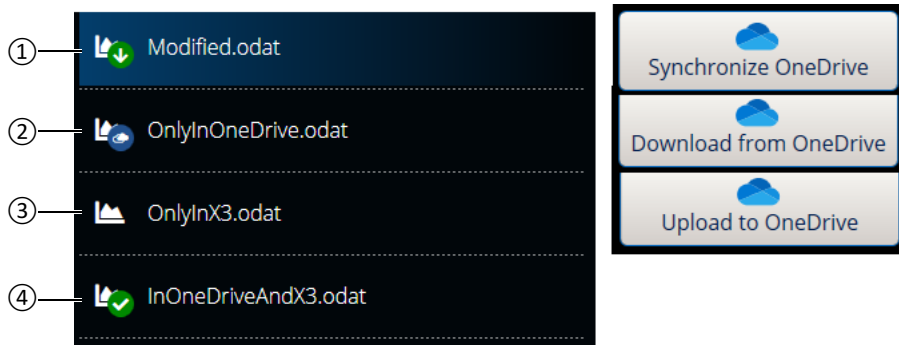 ① Modified.odat
② OnlyInOneDrive.odat
③ OnlyInX3.odat
④ InOneDriveAndX3.odat
Synchronize OneDrive
Download from OneDrive
Upload to OneDrive